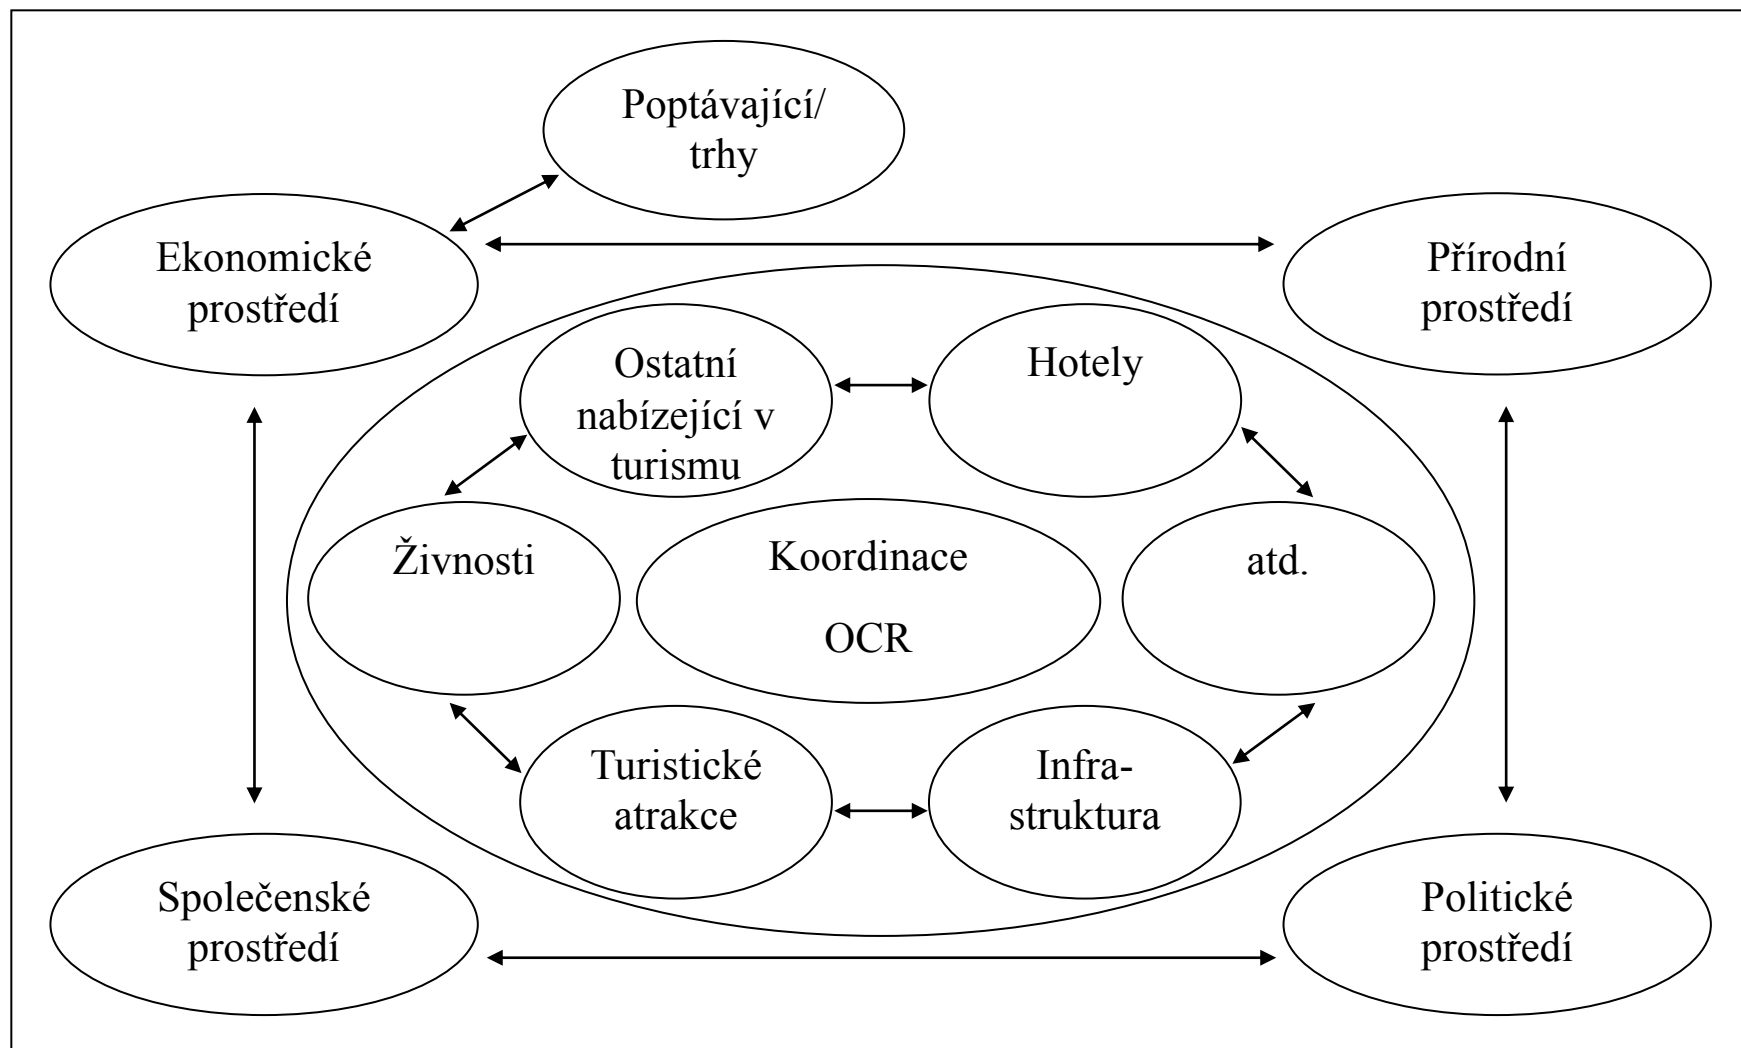 Poptávající/
trhy
Ekonomické
prostředí
Přírodní
prostředí
Ostatní
nabízející v
turismu
Hotely
Živnosti
Koordinace
OCR
atd.
Turistické
atrakce
Infra-
struktura
Společenské
prostředí
Politické
prostředí